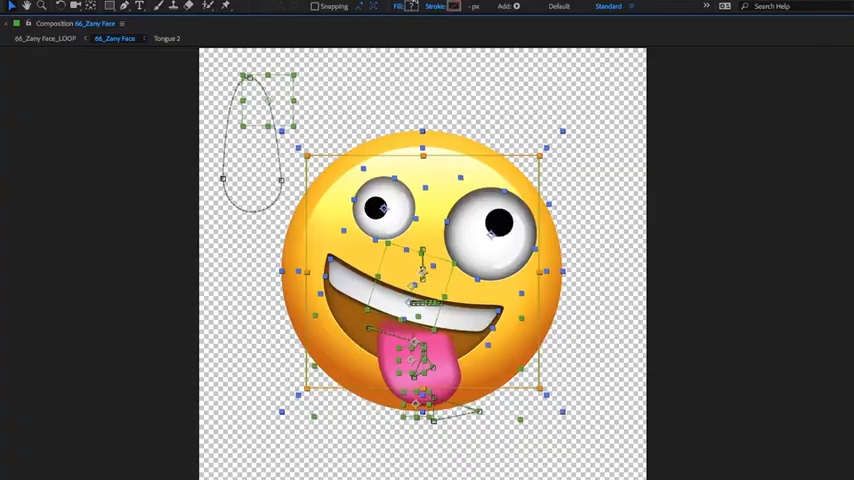 Snapping Fill: ? Stroke: - px Add: Default Standard Search Help
Composition 66_Zany Face
66_Zany Face_LOOP 66_Zany Face Tongue 2